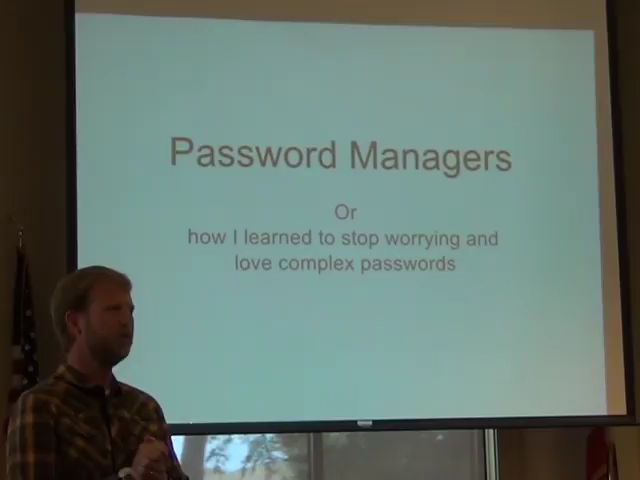 Password Managers
Or
how I learned to stop worrying and
love complex passwords